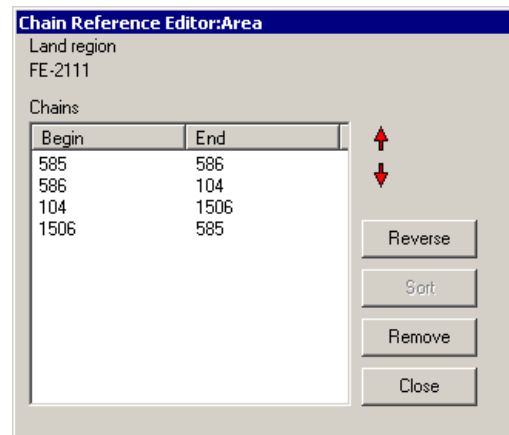 Chain Reference Editor:Area
Land region
FE-2111
Chains
Begin End
585 586
586 104
104 1506
1506 585
Reverse
Sort
Remove
Close